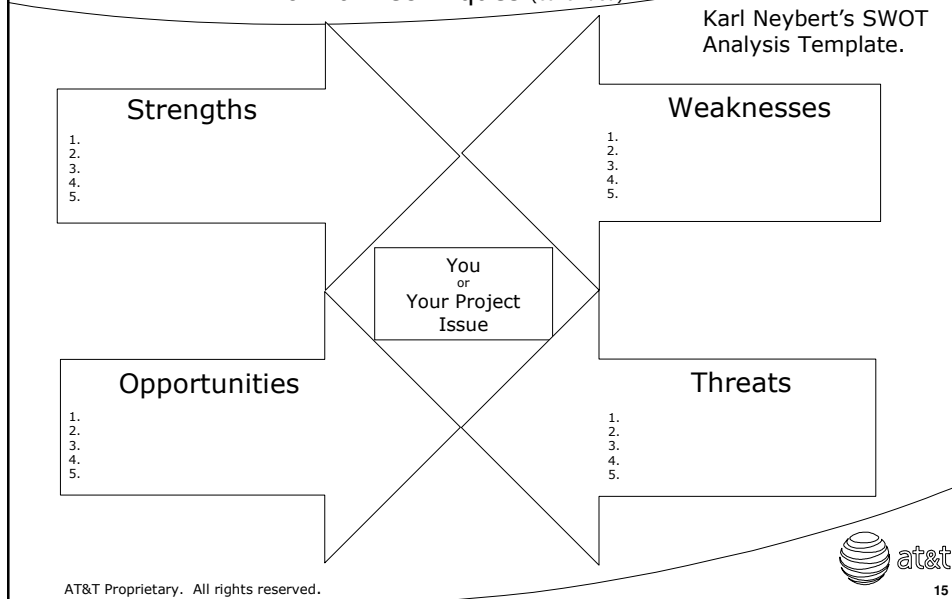 Karl Neybert's SWOT
Analysis Template.
Strengths
1.
2.
3.
4.
5.
Weaknesses
1.
2.
3.
4.
5.
You
or
Your Project
Issue
Opportunities
1.
2.
3.
4.
5.
Threats
1.
2.
3.
4.
5.
at&t
AT&T Proprietary. All rights reserved.
15